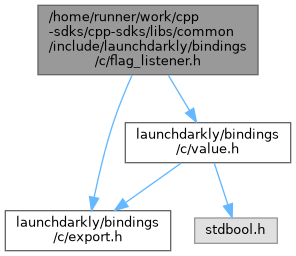 /home/runner/work/cpp
-sdks/cpp-sdks/libs/common
/include/launchdarkly/bindings
/c/flag_listener.h
launchdarkly/bindings
/c/value.h
launchdarkly/bindings
/c/export.h
stdbool.h